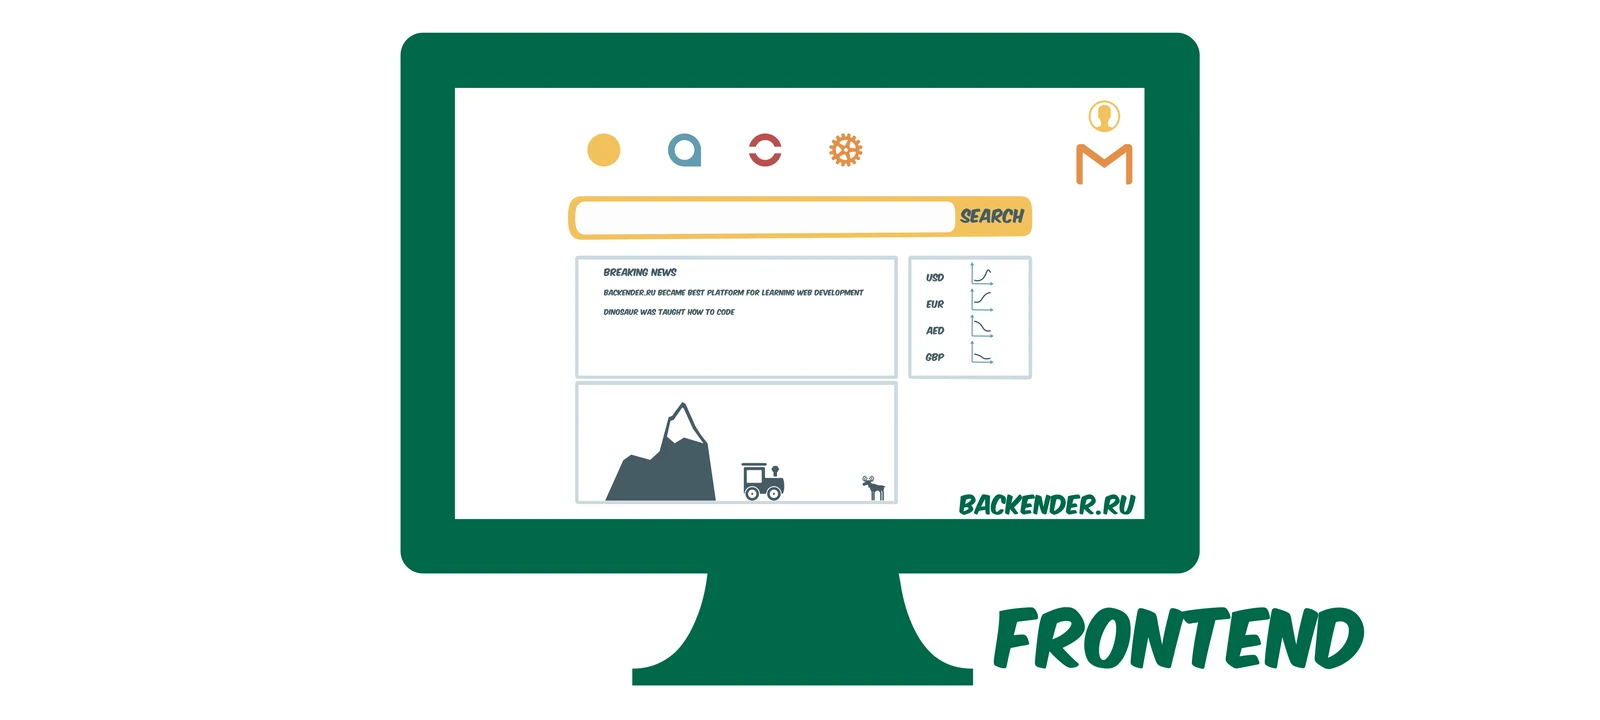 SEARCH
BREAKING NEWS
BACKENDER.RU BECAME BEST PLATFORM FOR LEARNING WEB DEVELOPMENT
DINOSAUR WAS TAUGHT HOW TO CODE
USD
EUR
AED
GBP
BACKENDER.RU
FRONTEND